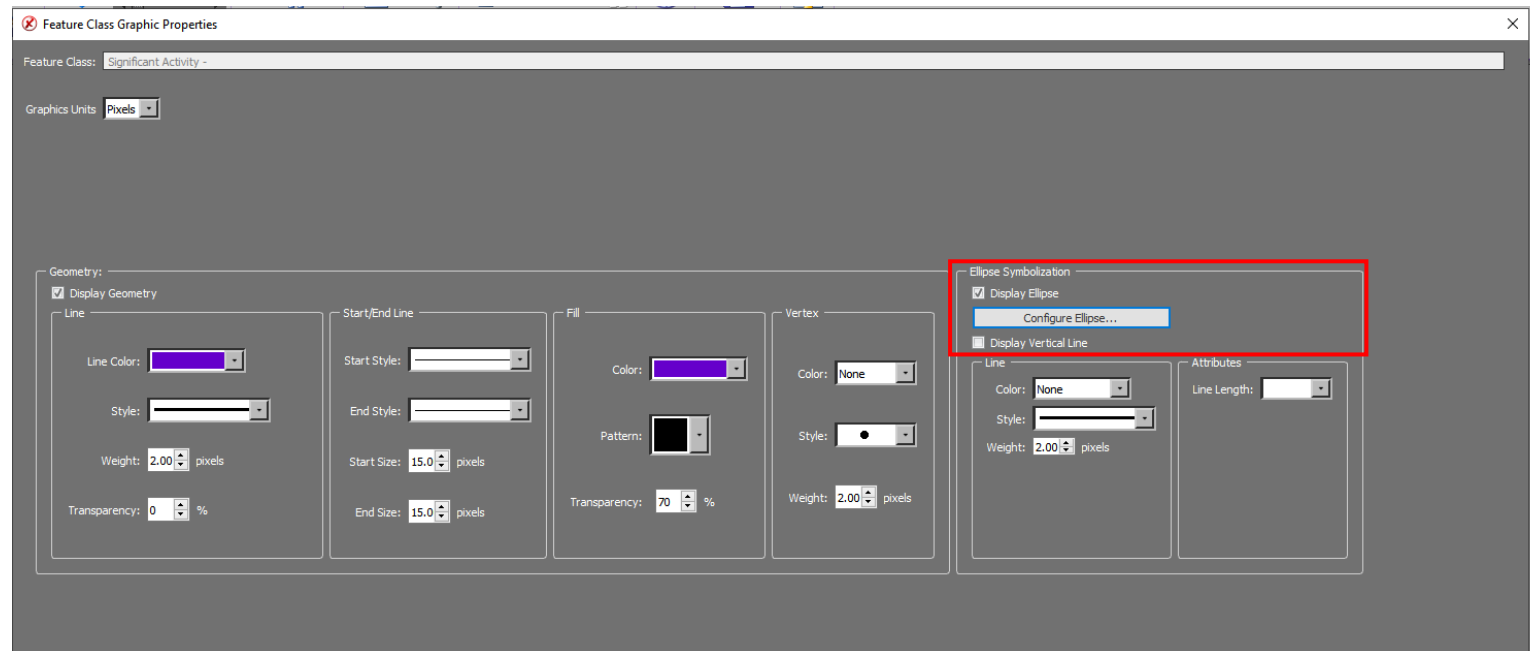 Feature Class Graphic Properties
Feature Class: Significant Activity -
Graphics Units Pixels
Geometry:
Display Geometry
Line
Line Color:
Style:
Weight: 2.00 pixels
Transparency: 0 %
Start/End Line
Start Style:
End Style:
Start Size: 15.0 pixels
End Size: 15.0 pixels
Fill
Color:
Pattern:
Transparency: 70 %
Vertex
Color: None
Style:
Weight: 2.00 pixels
Ellipse Symbolization
Display Ellipse
Configure Ellipse...
Display Vertical Line
Line
Color: None
Style:
Weight: 2.00 pixels
Attributes
Line Length: